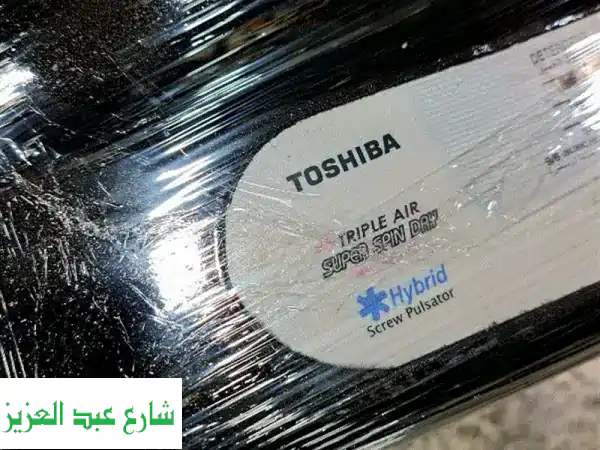 TOSHIBA
TRIPLE AIR
SUPER SPIN DRY
Hybrid
Screw Pulsator
شارع عبد العزيز